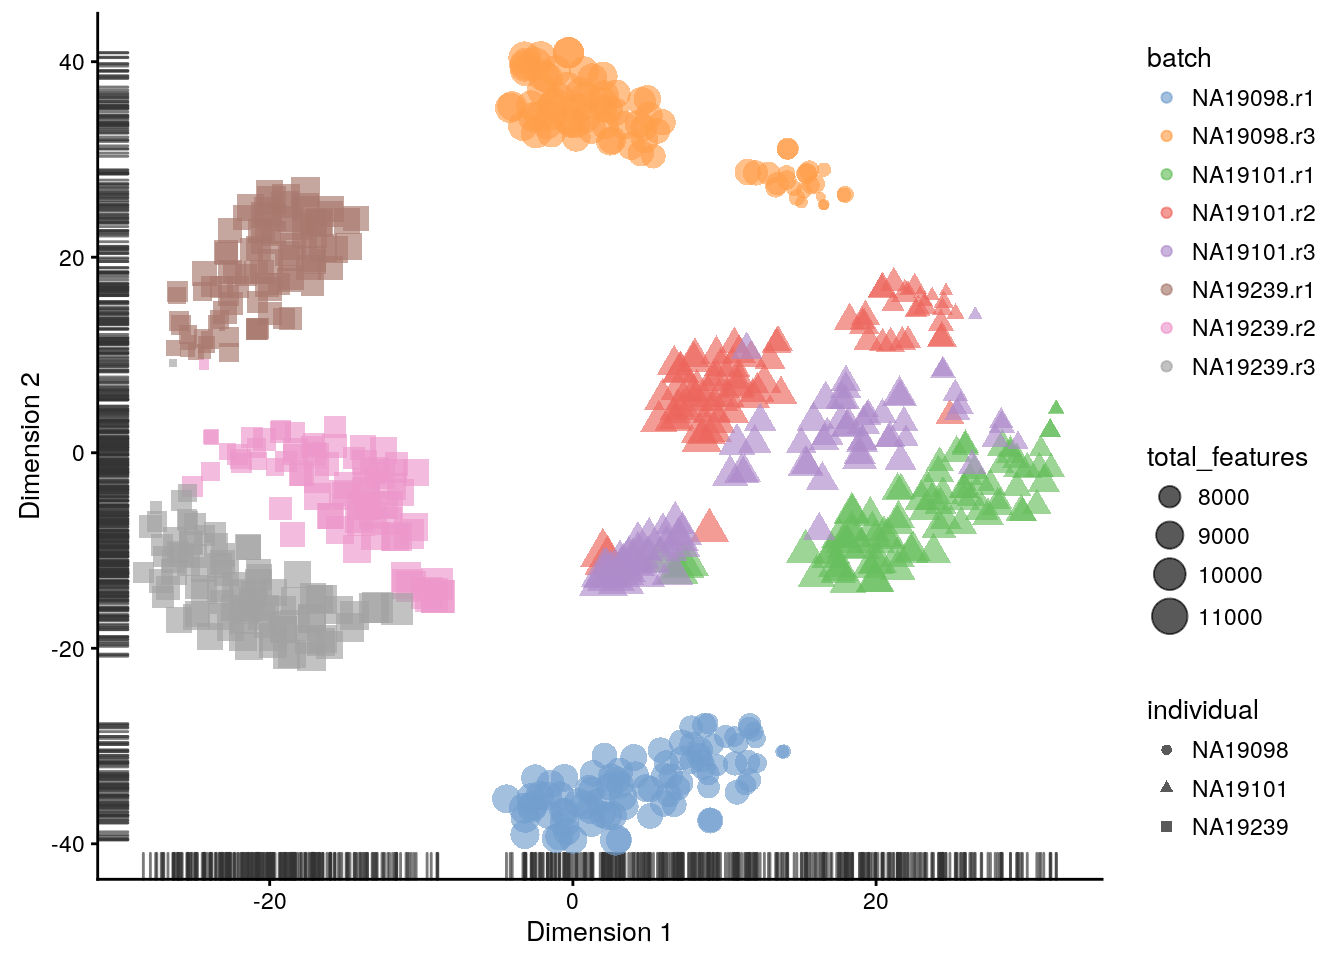 40
20
0
-20
-40
Dimension 2
-20
0
20
Dimension 1
batch
NA19098.r1
NA19098.r3
NA19101.r1
NA19101.r2
NA19101.r3
NA19239.r1
NA19239.r2
NA19239.r3
total_features
8000
9000
10000
11000
individual
NA19098
NA19101
NA19239